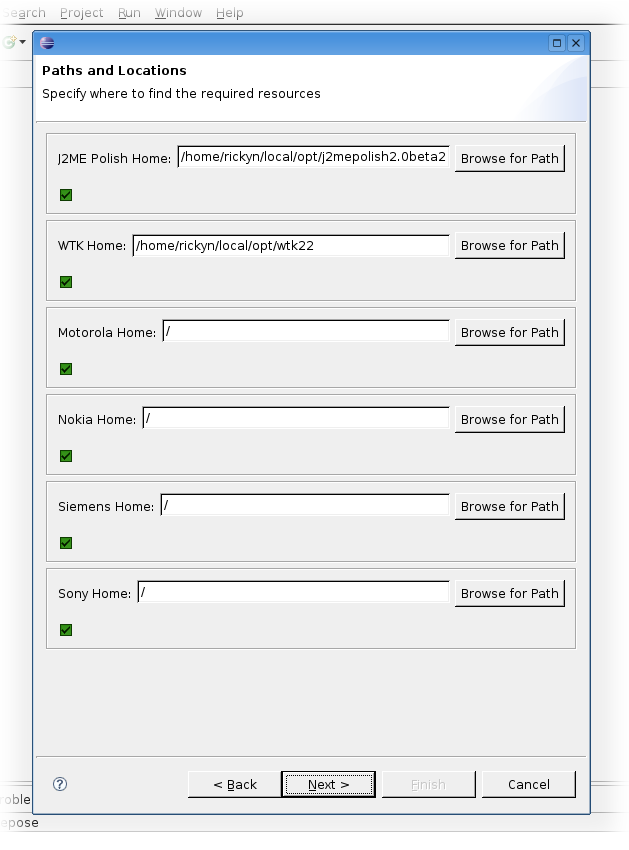 Search Project Run Window Help
Paths and Locations
Specify where to find the required resources
J2ME Polish Home: /home/rickyn/local/opt/j2mepolish2.0beta2 Browse for Path
WTK Home: /home/rickyn/local/opt/wtk22 Browse for Path
Motorola Home: / Browse for Path
Nokia Home: / Browse for Path
Siemens Home: / Browse for Path
Sony Home: / Browse for Path
? < Back Next > Finish Cancel